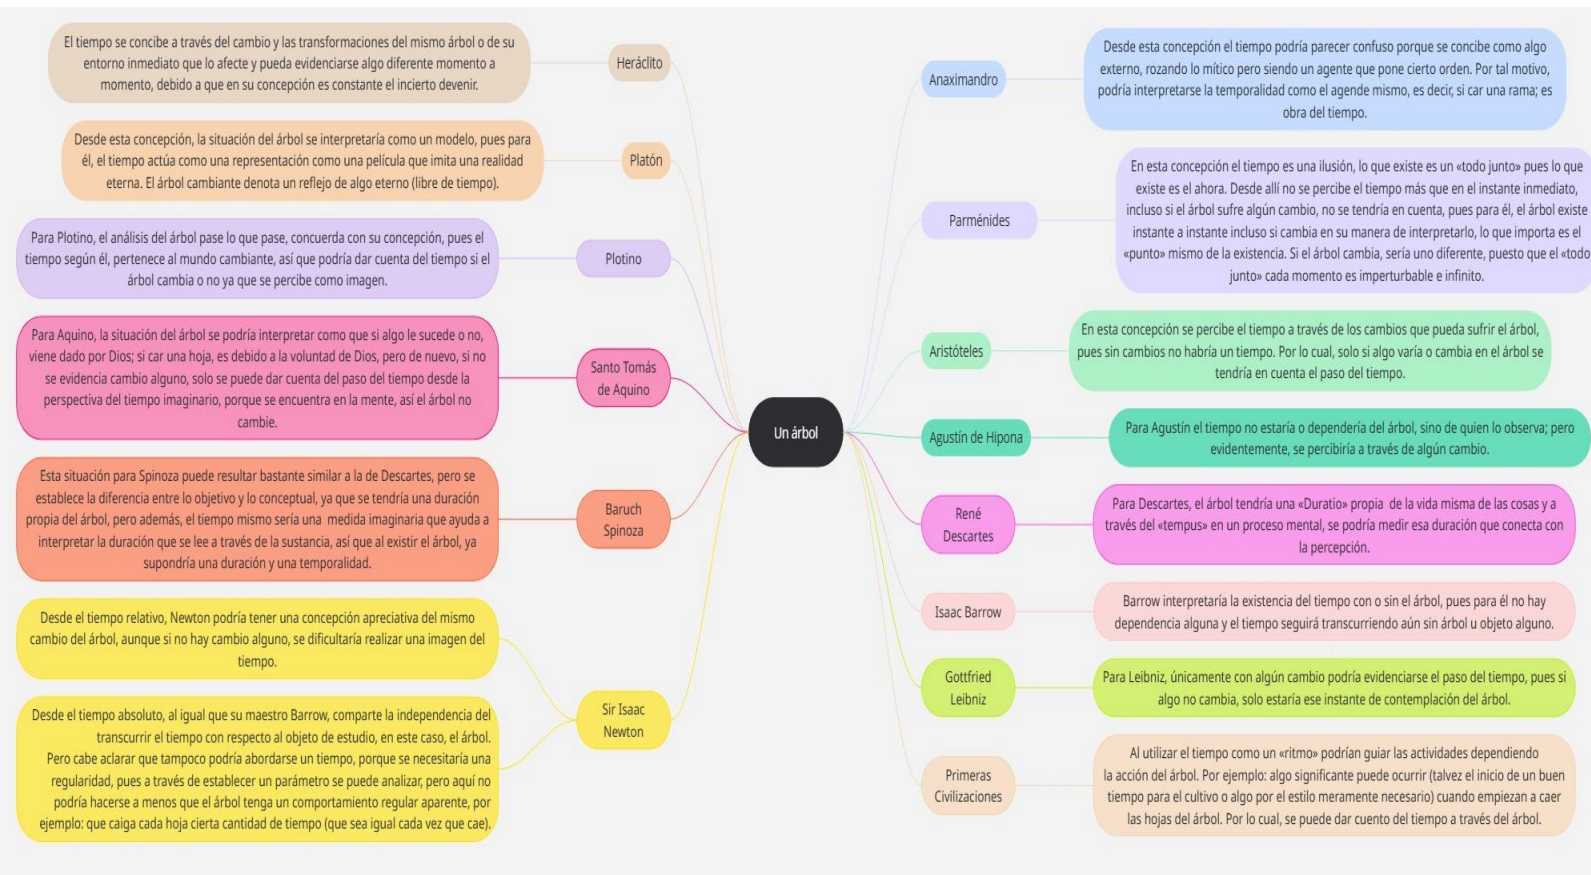 El tiempo se concibe a través del cambio y las transformaciones del mismo árbol o de su
entorno inmediato que lo afecte y pueda evidenciarse algo diferente momento a
momento, debido a que en su concepción es constante el incierto devenir.
Heráclito
Desde esta concepción, la situación del árbol se interpretaría como un modelo, pues para
él, el tiempo actúa como una representación como una película que imita una realidad
eterna. El árbol cambiante denota un reflejo de algo eterno (libre de tiempo).
Platón
Para Plotino, el análisis del árbol pase lo que pase, concuerda con su concepción, pues el
tiempo según él, pertenece al mundo cambiante, así que podría dar cuenta del tiempo si el
árbol cambia o no ya que se percibe como imagen.
Plotino
Para Aquino, la situación del árbol se podría interpretar como que si algo le sucede o no,
viene dado por Dios; si car una hoja, es debido a la voluntad de Dios, pero de nuevo, si no
se evidencia cambio alguno, solo se puede dar cuenta del paso del tiempo desde la
perspectiva del tiempo imaginario, porque se encuentra en la mente, así el árbol no
cambie.
Santo Tomás
de Aquino
Esta situación para Spinoza puede resultar bastante similar a la de Descartes, pero se
establece la diferencia entre lo objetivo y lo conceptual, ya que se tendría una duración
propia del árbol, pero además, el tiempo mismo sería una medida imaginaria que ayuda a
interpretar la duración que se lee a través de la sustancia, así que al existir el árbol, ya
supondría una duración y una temporalidad.
Baruch
Spinoza
Desde el tiempo relativo, Newton podría tener una concepción apreciativa del mismo
cambio del árbol, aunque si no hay cambio alguno, se dificultaría realizar una imagen del
tiempo.
Desde el tiempo absoluto, al igual que su maestro Barrow, comparte la independencia del
transcurrir el tiempo con respecto al objeto de estudio, en este caso, el árbol.
Pero cabe aclarar que tampoco podría abordarse un tiempo, porque se necesitaría una
regularidad, pues a través de establecer un parámetro se puede analizar, pero aquí no
podría hacerse a menos que el árbol tenga un comportamiento regular aparente, por
ejemplo: que caiga cada hoja cierta cantidad de tiempo (que sea igual cada vez que cae).
Sir Isaac
Newton
Un árbol
Anaximandro
Desde esta concepción el tiempo podría parecer confuso porque se concibe como algo
externo, rozando lo mítico pero siendo un agente que pone cierto orden. Por tal motivo,
podría interpretarse la temporalidad como el agende mismo, es decir, si car una rama; es
obra del tiempo.
Parménides
En esta concepción el tiempo es una ilusión, lo que existe es un «todo junto» pues lo que
existe es el ahora. Desde allí no se percibe el tiempo más que en el instante inmediato,
incluso si el árbol sufre algún cambio, no se tendría en cuenta, pues para él, el árbol existe
instante a instante incluso si cambia en su manera de interpretarlo, lo que importa es el
«punto» mismo de la existencia. Si el árbol cambia, sería uno diferente, puesto que el «todo
junto» cada momento es imperturbable e infinito.
Aristóteles
En esta concepción se percibe el tiempo a través de los cambios que pueda sufrir el árbol,
pues sin cambios no habría un tiempo. Por lo cual, solo si algo varía o cambia en el árbol se
tendría en cuenta el paso del tiempo.
Agustín de Hipona
Para Agustín el tiempo no estaría o dependería del árbol, sino de quien lo observa; pero
evidentemente, se percibiría a través de algún cambio.
René
Descartes
Para Descartes, el árbol tendría una «Duratio» propia de la vida misma de las cosas y a
través del «tempus» en un proceso mental, se podría medir esa duración que conecta con
la percepción.
Isaac Barrow
Barrow interpretaría la existencia del tiempo con o sin el árbol, pues para él no hay
dependencia alguna y el tiempo seguirá transcurriendo aún sin árbol u objeto alguno.
Gottfried
Leibniz
Para Leibniz, únicamente con algún cambio podría evidenciarse el paso del tiempo, pues si
algo no cambia, solo estaría ese instante de contemplación del árbol.
Primeras
Civilizaciones
Al utilizar el tiempo como un «ritmo» podrían guiar las actividades dependiendo
la acción del árbol. Por ejemplo: algo significante puede ocurrir (talvez el inicio de un buen
tiempo para el cultivo o algo por el estilo meramente necesario) cuando empiezan a caer
las hojas del árbol. Por lo cual, se puede dar cuento del tiempo a través del árbol.